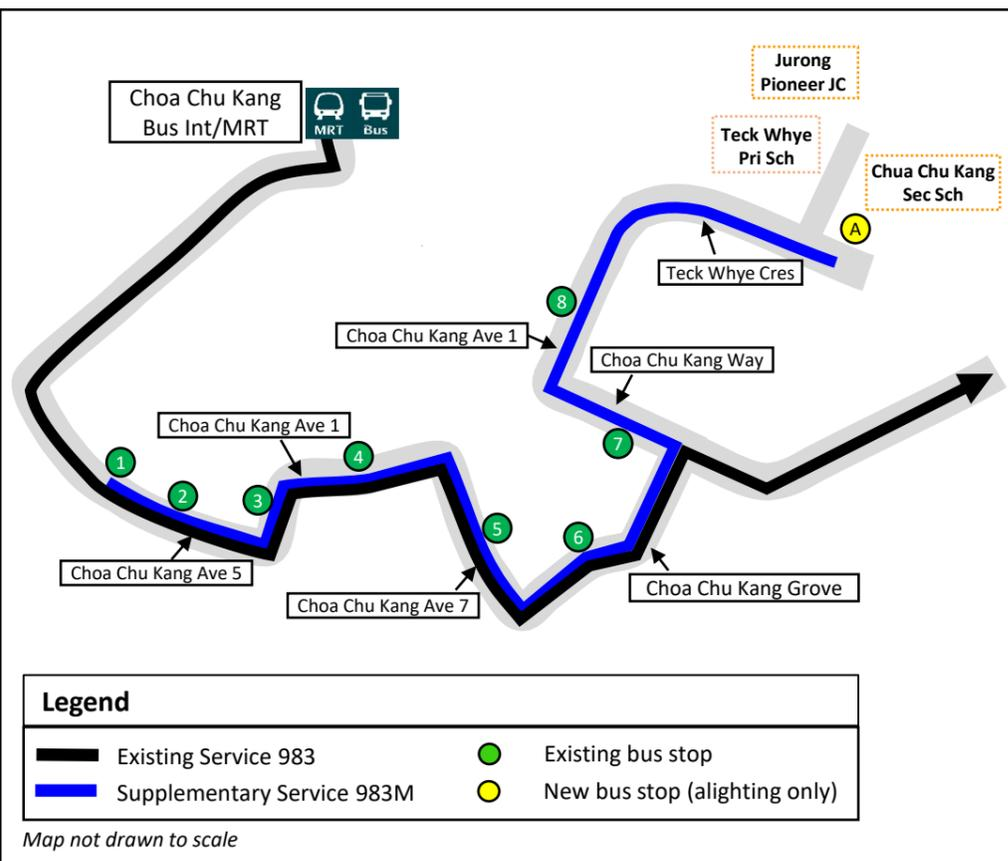 Jurong
Pioneer JC
Choa Chu Kang
Bus Int/MRT
MRT
Bus
Teck Whye
Pri Sch
Chua Chu Kang
Sec Sch
A
Teck Whye Cres
8
Choa Chu Kang Ave 1
Choa Chu Kang Way
Choa Chu Kang Ave 1
7
4
1
2
3
5
6
Choa Chu Kang Ave 5
Choa Chu Kang Ave 7
Choa Chu Kang Grove
Legend
Existing Service 983
Existing bus stop
Supplementary Service 983M
New bus stop (alighting only)
Map not drawn to scale